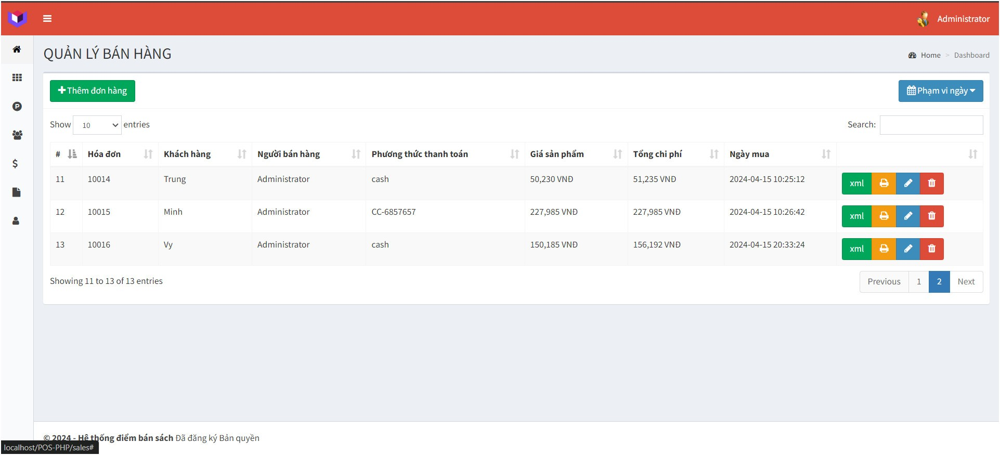 Administrator
QUẢN LÝ BÁN HÀNG
Home > Dashboard
Thêm đơn hàng
Phạm vi ngày
Show 10 entries
Search:
# Hóa đơn Khách hàng Người bán hàng Phương thức thanh toán Giá sản phẩm Tổng chi phí Ngày mua
11 10014 Trung Administrator cash 50,230 VNĐ 51,235 VNĐ 2024-04-15 10:25:12 xml
12 10015 Minh Administrator CC-6857657 227,985 VNĐ 227,985 VNĐ 2024-04-15 10:26:42 xml
13 10016 Vy Administrator cash 150,185 VNĐ 156,192 VNĐ 2024-04-15 20:33:24 xml
Showing 11 to 13 of 13 entries
Previous 1 2 Next
© 2024 - Hệ thống điểm bán sách Đã đăng ký Bản quyền
localhost/POS-PHP/sales#